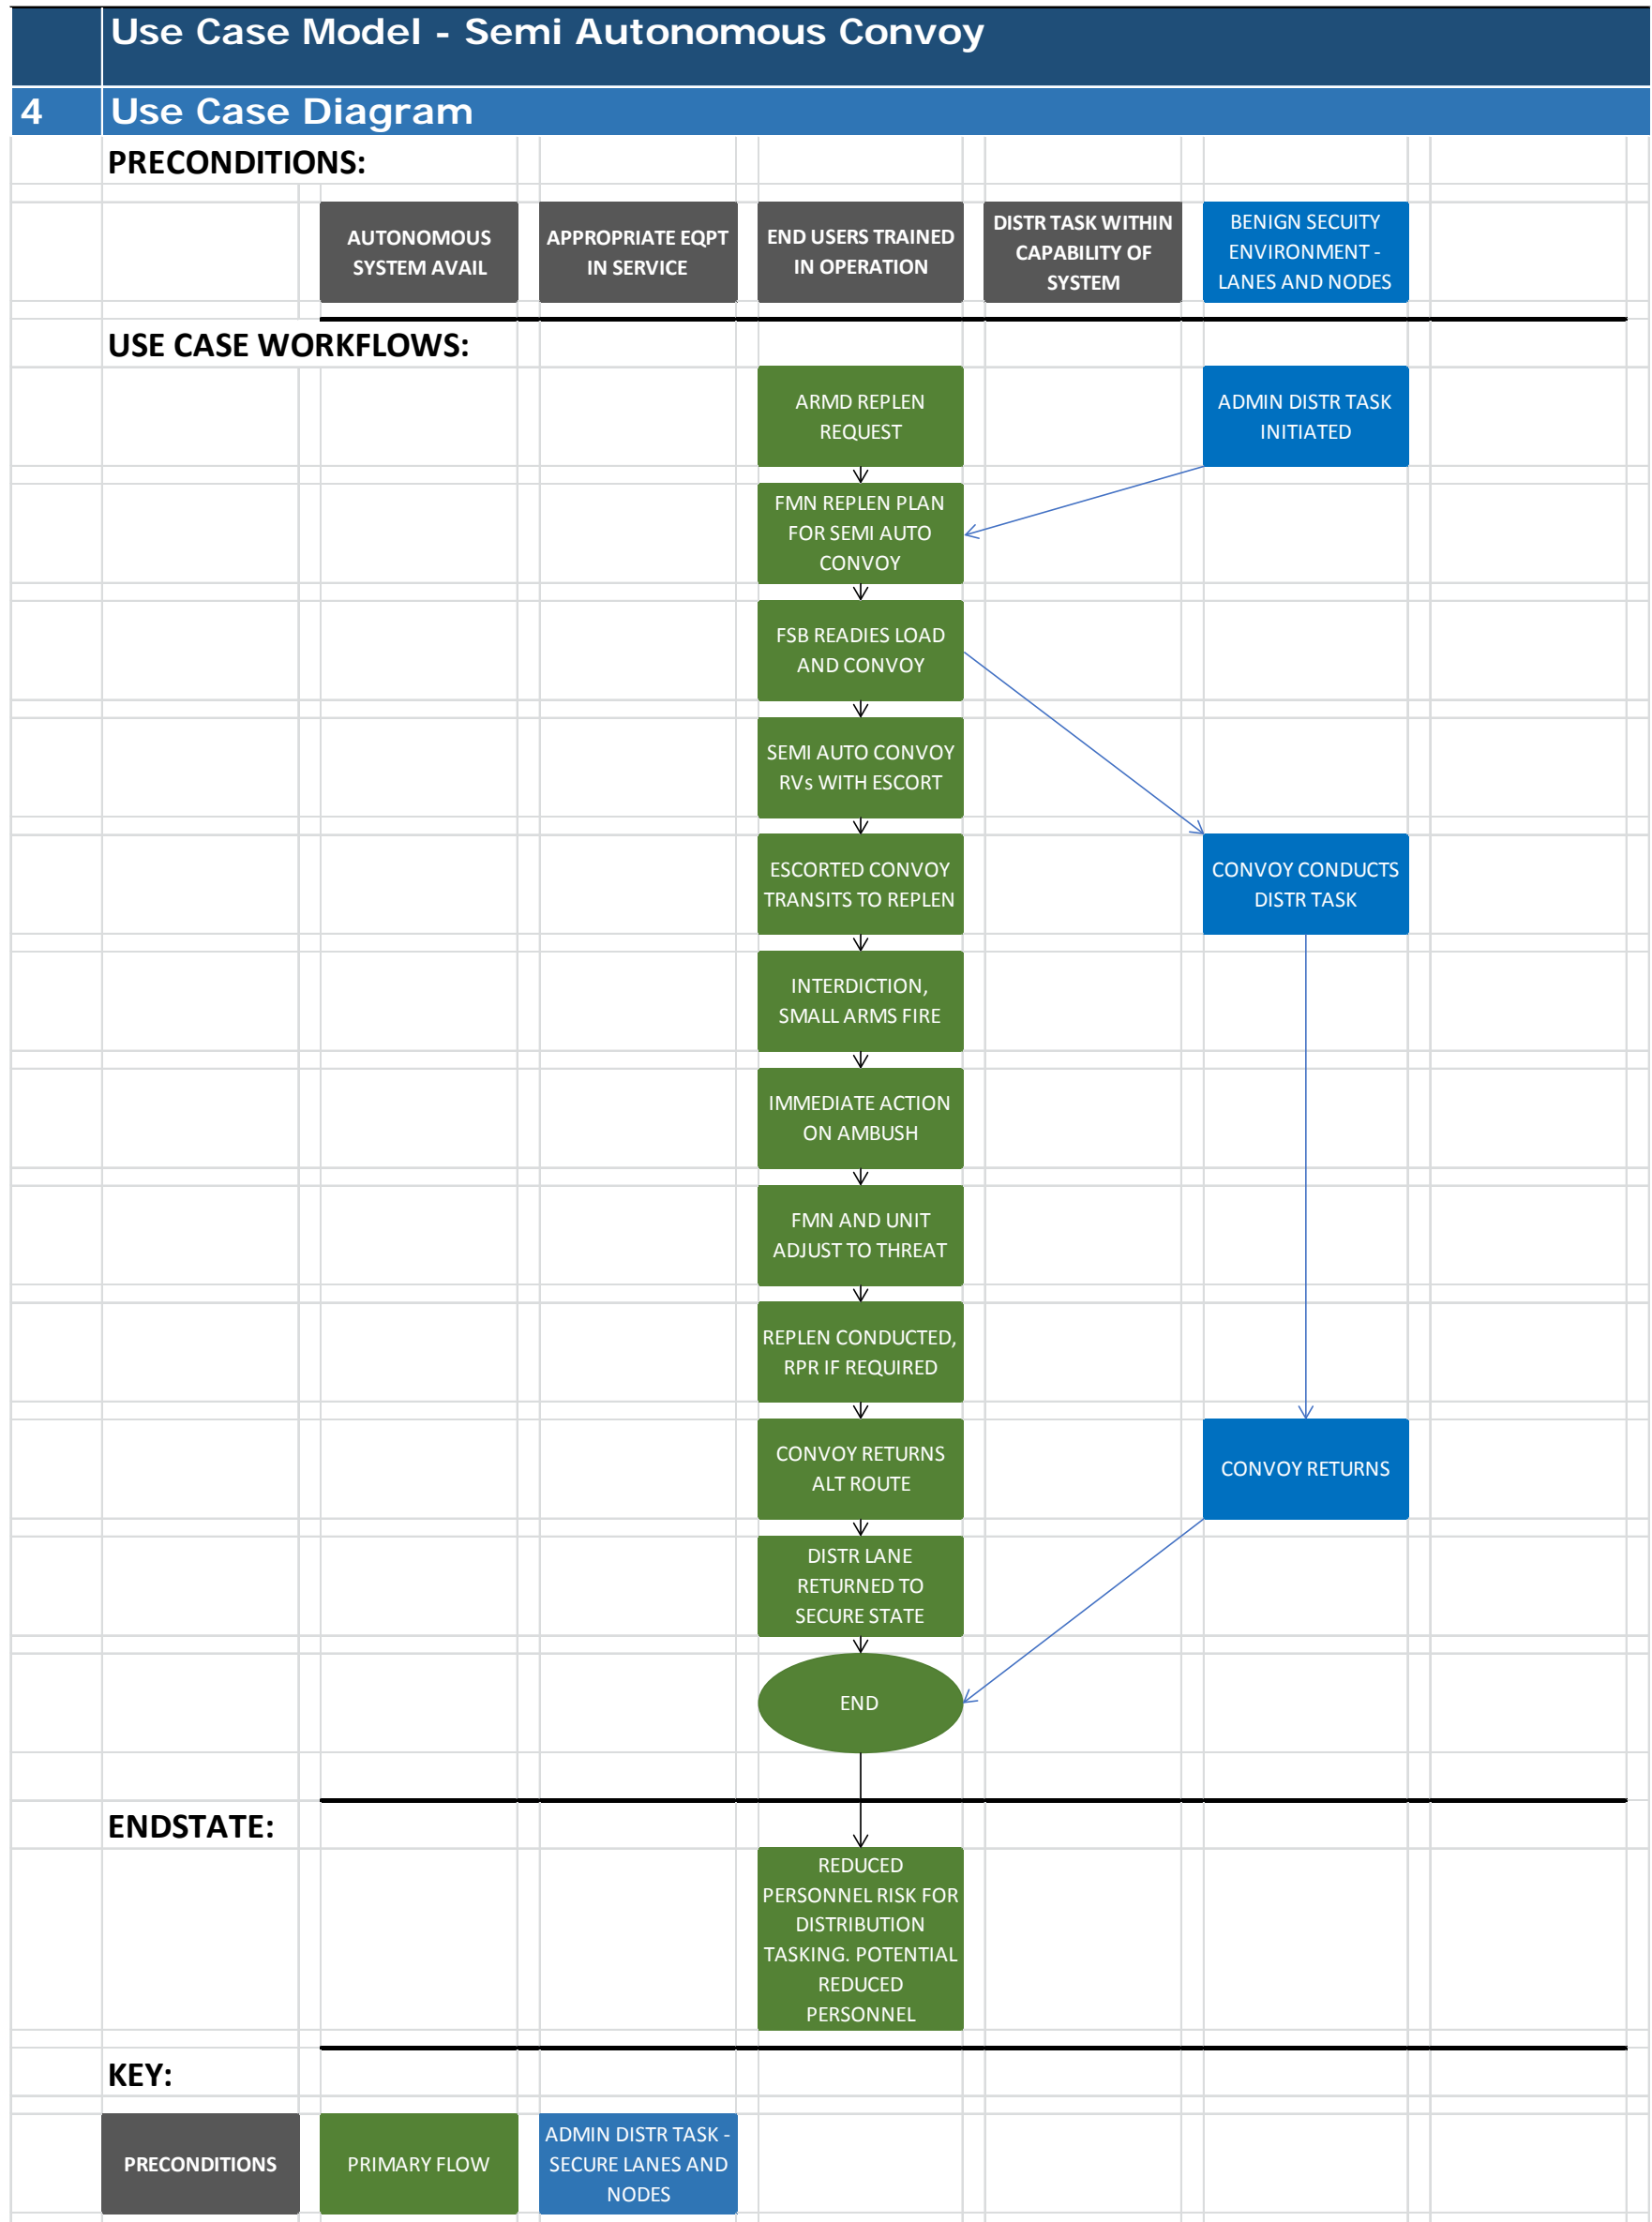 Use Case Model - Semi Autonomous Convoy
4
Use Case Diagram
PRECONDITIONS:
AUTONOMOUS
SYSTEM AVAIL
APPROPRIATE EQPT
IN SERVICE
END USERS TRAINED
IN OPERATION
DISTR TASK WITHIN
CAPABILITY OF
SYSTEM
BENIGN SECUITY
ENVIRONMENT -
LANES AND NODES
USE CASE WORKFLOWS:
ARMD REPLEN
REQUEST
ADMIN DISTR TASK
INITIATED
FMN REPLEN PLAN
FOR SEMI AUTO
CONVOY
FSB READIES LOAD
AND CONVOY
SEMI AUTO CONVOY
RVs WITH ESCORT
ESCORTED CONVOY
TRANSITS TO REPLEN
CONVOY CONDUCTS
DISTR TASK
INTERDICTION,
SMALL ARMS FIRE
IMMEDIATE ACTION
ON AMBUSH
FMN AND UNIT
ADJUST TO THREAT
REPLEN CONDUCTED,
RPR IF REQUIRED
CONVOY RETURNS
ALT ROUTE
CONVOY RETURNS
DISTR LANE
RETURNED TO
SECURE STATE
END
ENDSTATE:
REDUCED
PERSONNEL RISK FOR
DISTRIBUTION
TASKING. POTENTIAL
REDUCED
PERSONNEL
KEY:
PRECONDITIONS
PRIMARY FLOW
ADMIN DISTR TASK -
SECURE LANES AND
NODES